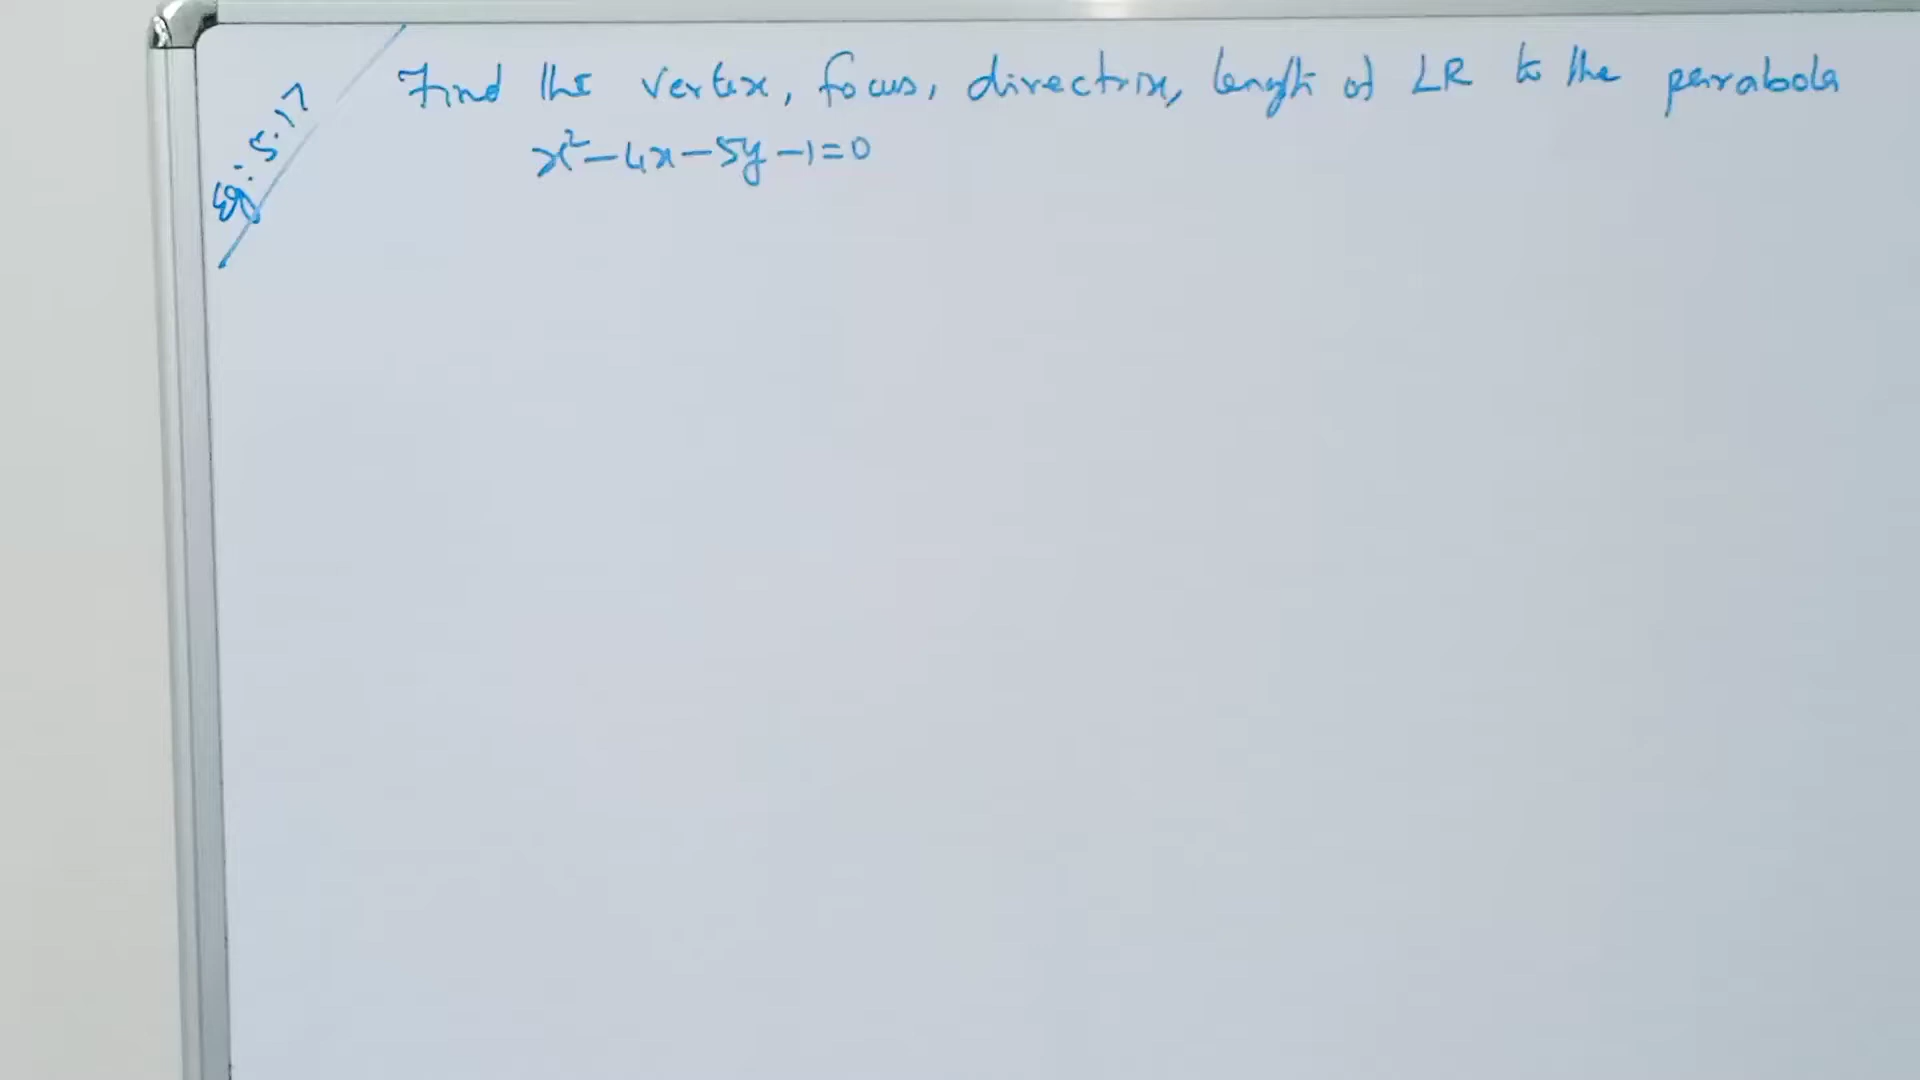 Eg: 5.17
Find the vertex, focus, directrix, length of LR to the parabola
x²-4x-5y-1=0